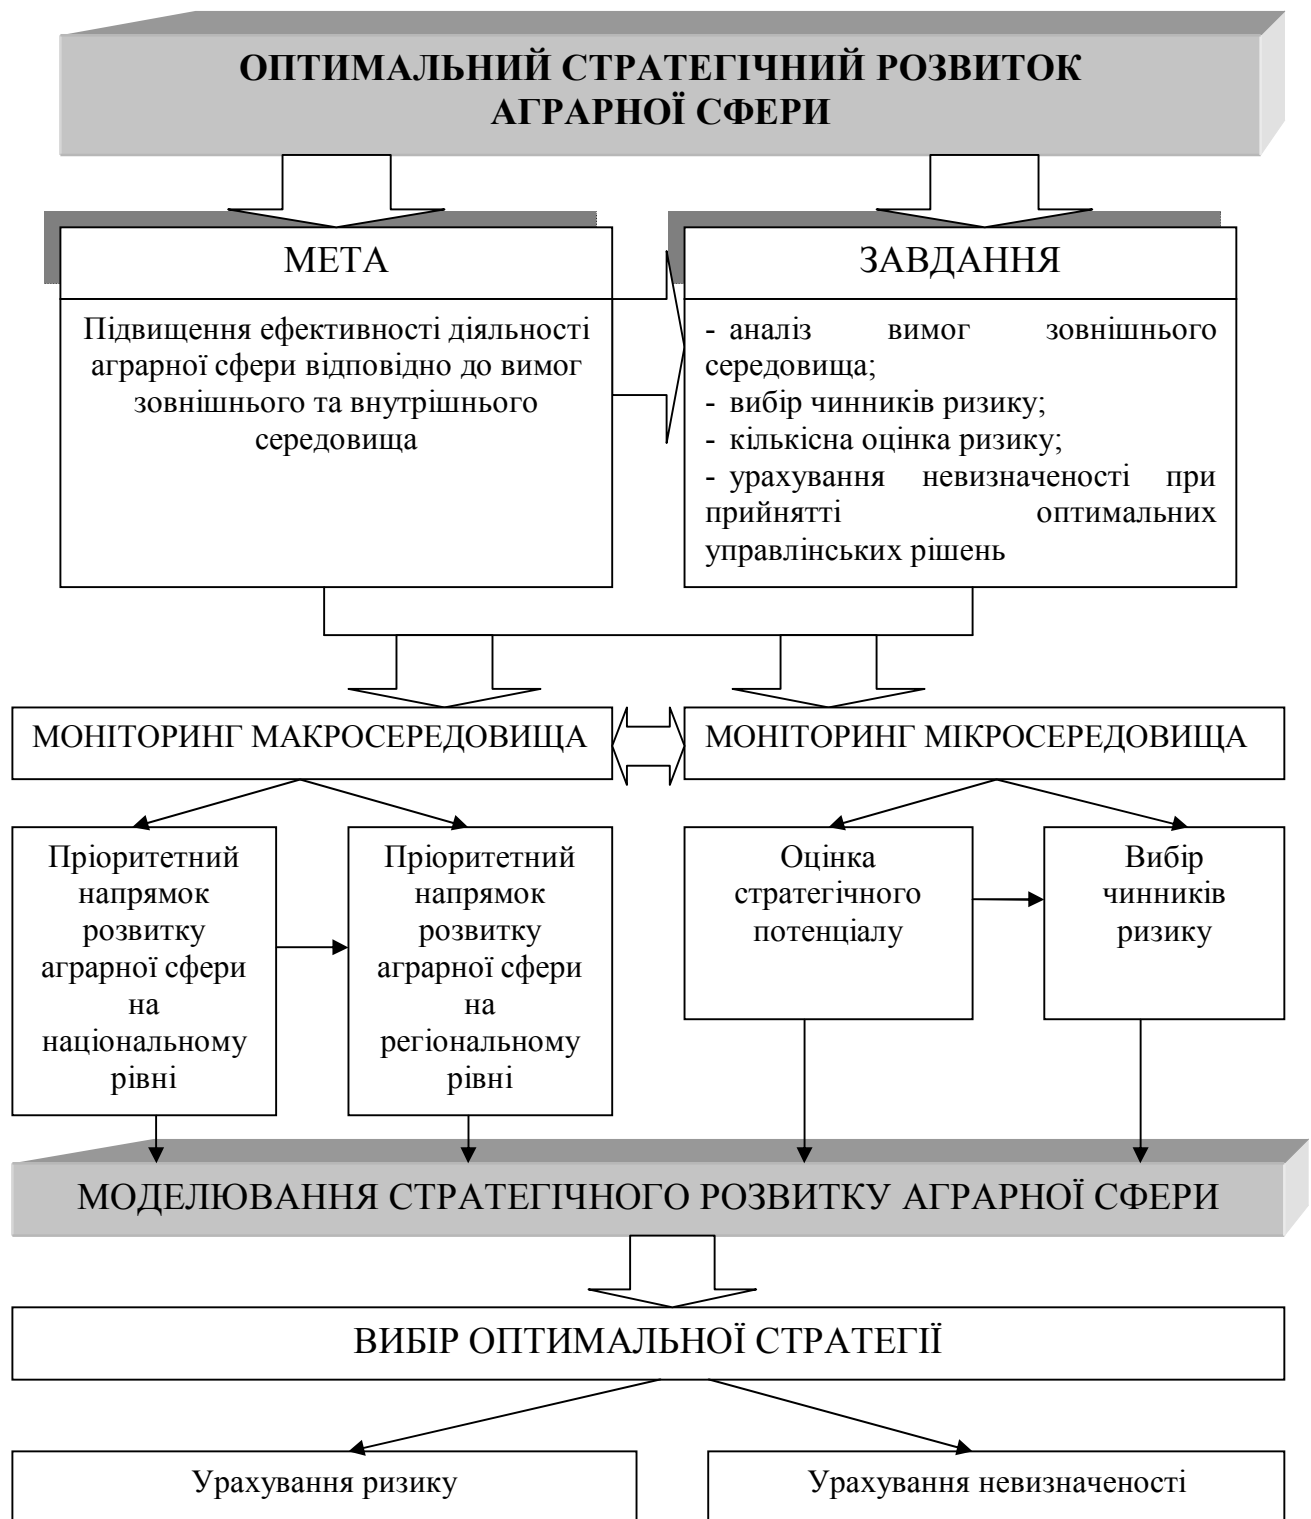 ОПТИМАЛЬНИЙ СТРАТЕГІЧНИЙ РОЗВИТОК
АГРАРНОЇ СФЕРИ
МЕТА
Підвищення ефективності діяльності
аграрної сфери відповідно до вимог
зовнішнього та внутрішнього
середовища
ЗАВДАННЯ
- аналіз вимог зовнішнього
середовища;
- вибір чинників ризику;
- кількісна оцінка ризику;
- урахування невизначеності при
прийнятті оптимальних
управлінських рішень
МОНІТОРИНГ МАКРОСЕРЕДОВИЩА
МОНІТОРИНГ МІКРОСЕРЕДОВИЩА
Пріоритетний
напрямок
розвитку
аграрної сфери
на
національному
рівні
Пріоритетний
напрямок
розвитку
аграрної сфери
на
регіональному
рівні
Оцінка
стратегічного
потенціалу
Вибір
чинників
ризику
МОДЕЛЮВАННЯ СТРАТЕГІЧНОГО РОЗВИТКУ АГРАРНОЇ СФЕРИ
ВИБІР ОПТИМАЛЬНОЇ СТРАТЕГІЇ
Урахування ризику
Урахування невизначеності